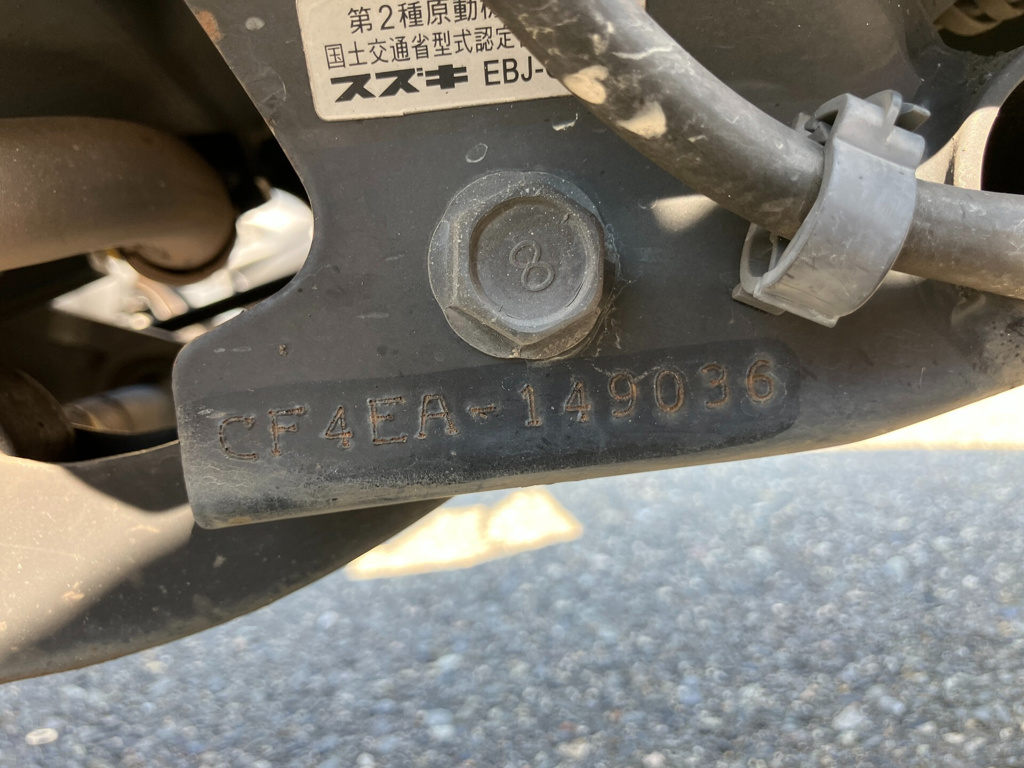 第2種原動機
国土交通省型式認定
スズキ EBJ-
8
CF4EA-149036